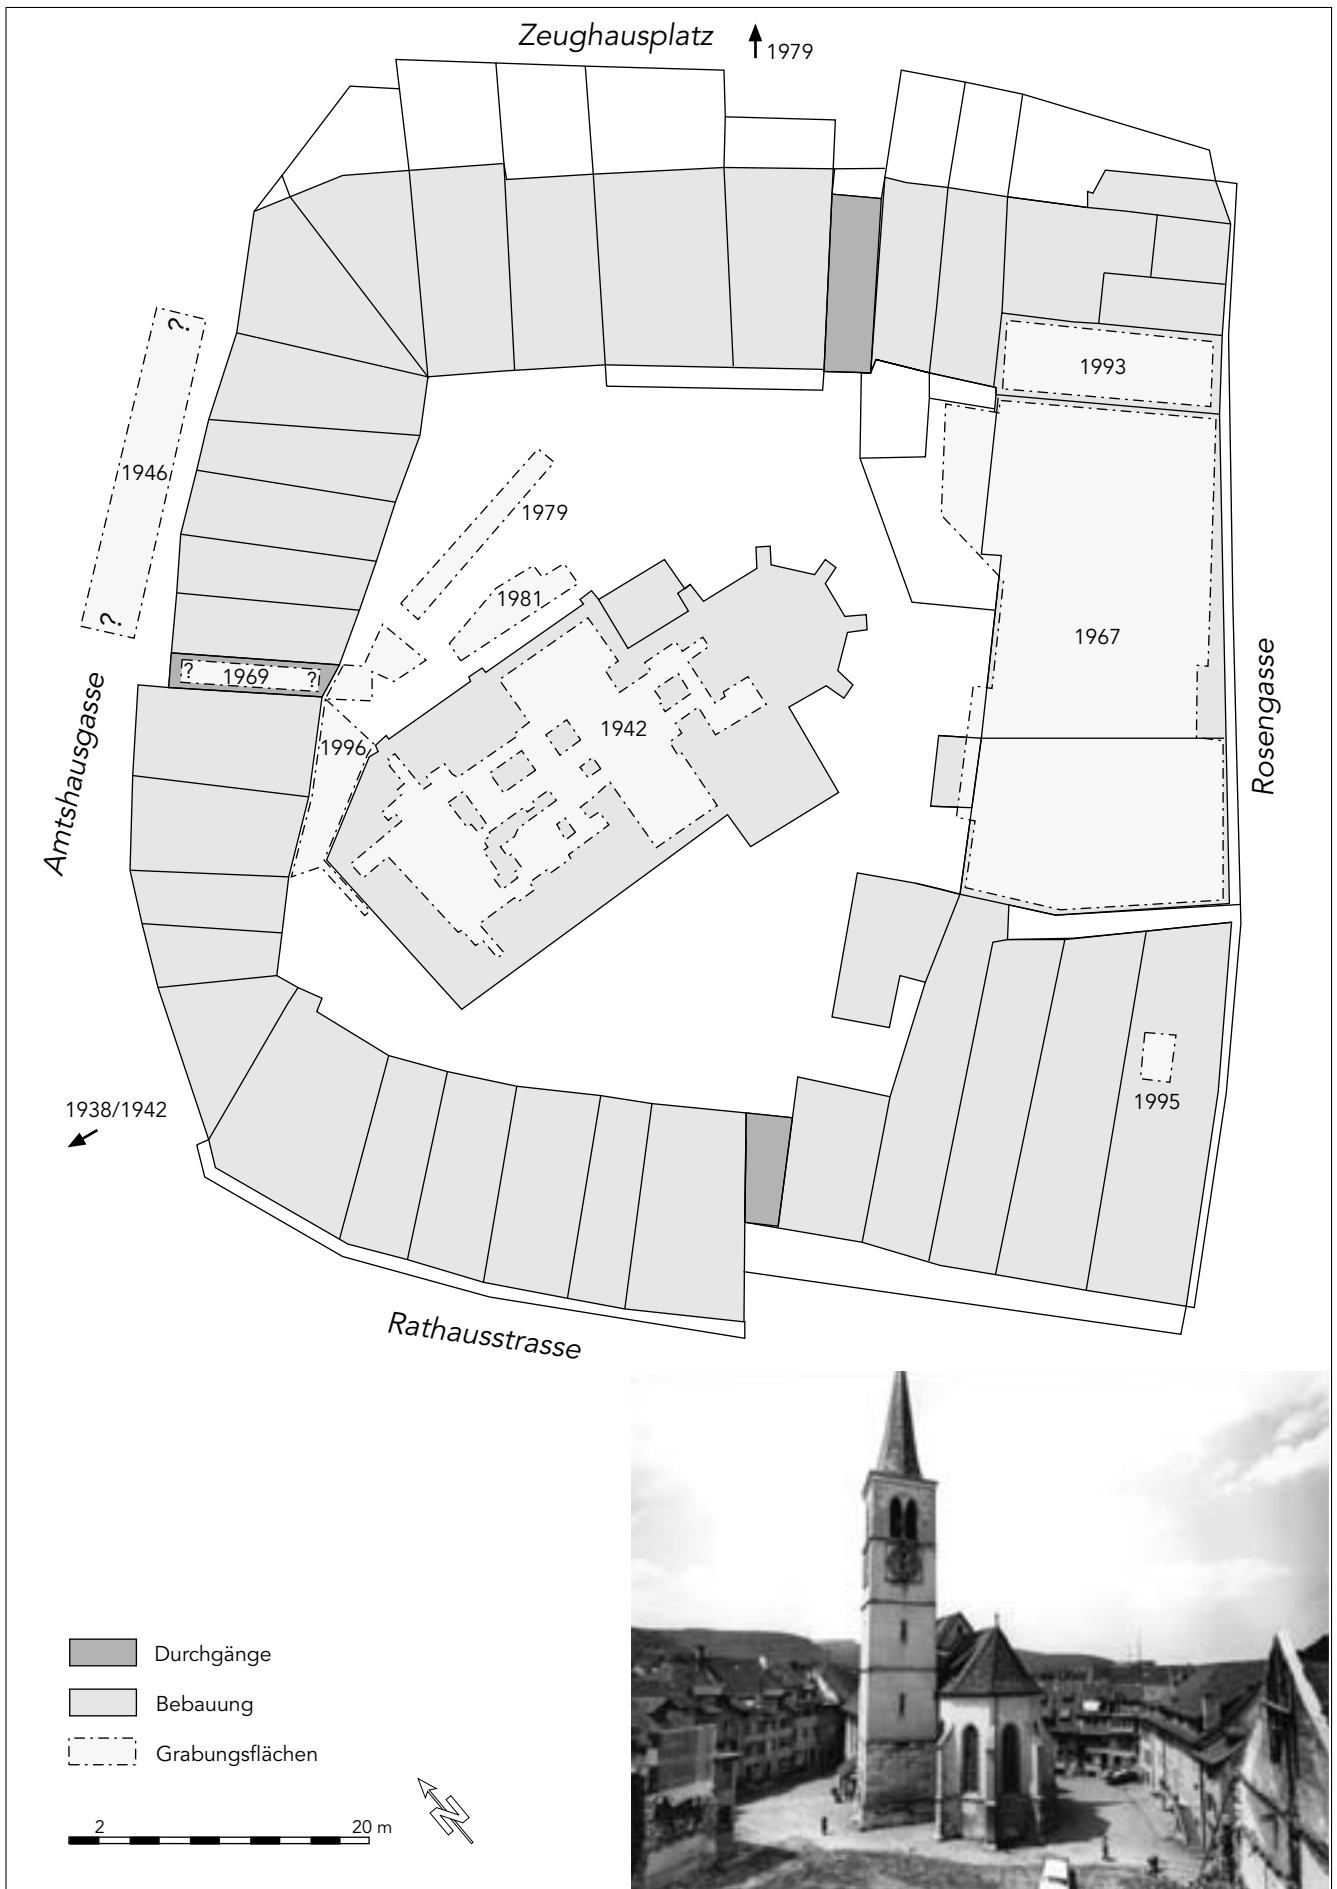 Zeughausplatz
1979
1993
1946
?
?
1979
1981
1967
Rosengasse
1969
?
?
1942
1996
Amtshausgasse
1938/1942
1995
Rathausstrasse
Durchgänge
Bebauung
Grabungsflächen
2
20 m
N